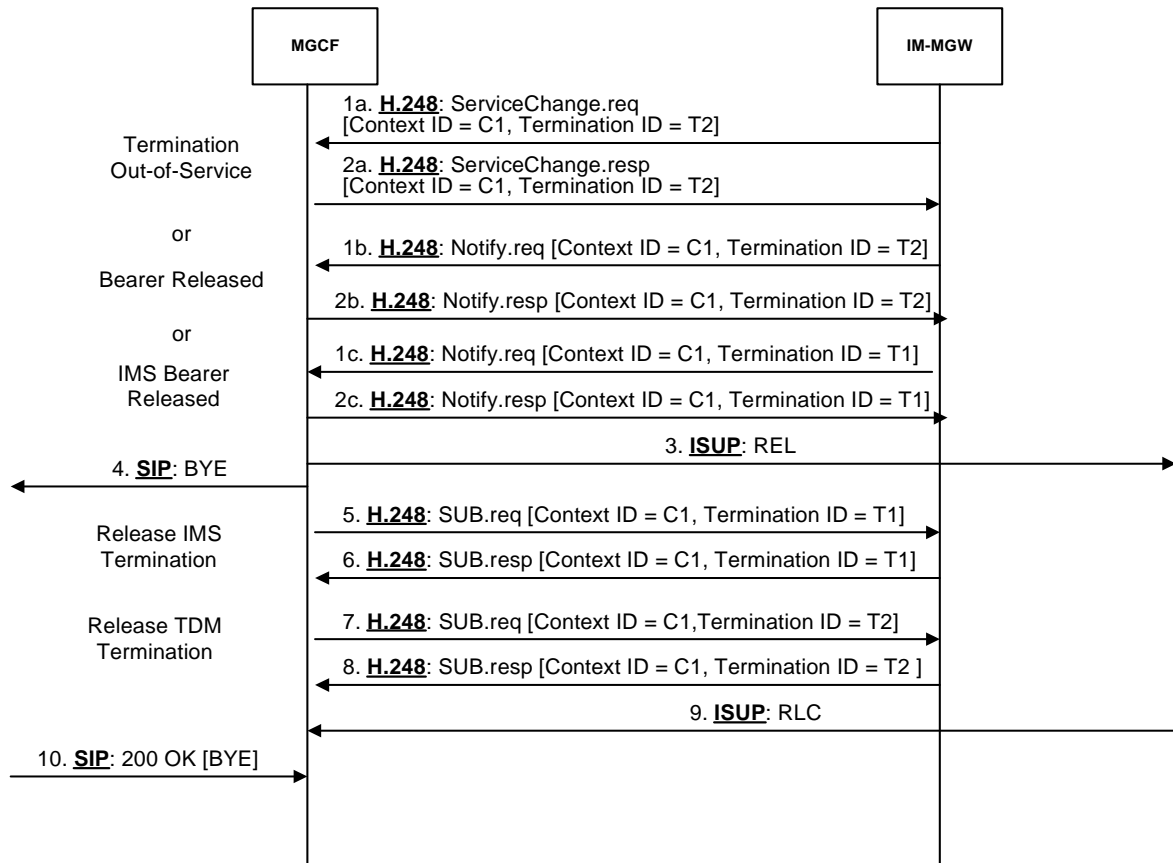 MGCF
IM-MGW
1a. H.248: ServiceChange.req
[Context ID = C1, Termination ID = T2]
Termination
Out-of-Service
2a. H.248: ServiceChange.resp
[Context ID = C1, Termination ID = T2]
or
1b. H.248: Notify.req [Context ID = C1, Termination ID = T2]
Bearer Released
2b. H.248: Notify.resp [Context ID = C1, Termination ID = T2]
or
1c. H.248: Notify.req [Context ID = C1, Termination ID = T1]
IMS Bearer
Released
2c. H.248: Notify.resp [Context ID = C1, Termination ID = T1]
3. ISUP: REL
4. SIP: BYE
5. H.248: SUB.req [Context ID = C1, Termination ID = T1]
Release IMS
Termination
6. H.248: SUB.resp [Context ID = C1, Termination ID = T1]
7. H.248: SUB.req [Context ID = C1,Termination ID = T2]
Release TDM
Termination
8. H.248: SUB.resp [Context ID = C1, Termination ID = T2 ]
9. ISUP: RLC
10. SIP: 200 OK [BYE]